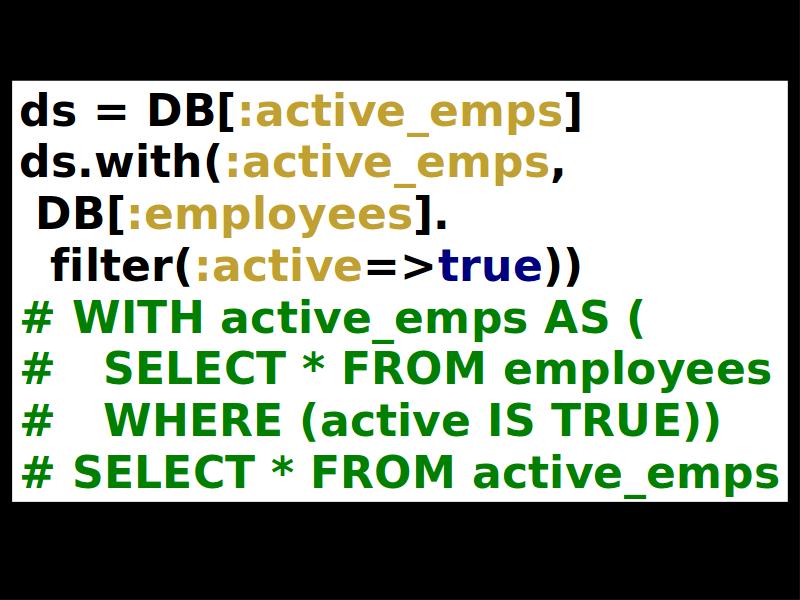 ds = DB[:active_emps]
ds.with(:active_emps,
 DB[:employees].
  filter(:active=>true))
# WITH active_emps AS (
#   SELECT * FROM employees
#   WHERE (active IS TRUE))
# SELECT * FROM active_emps